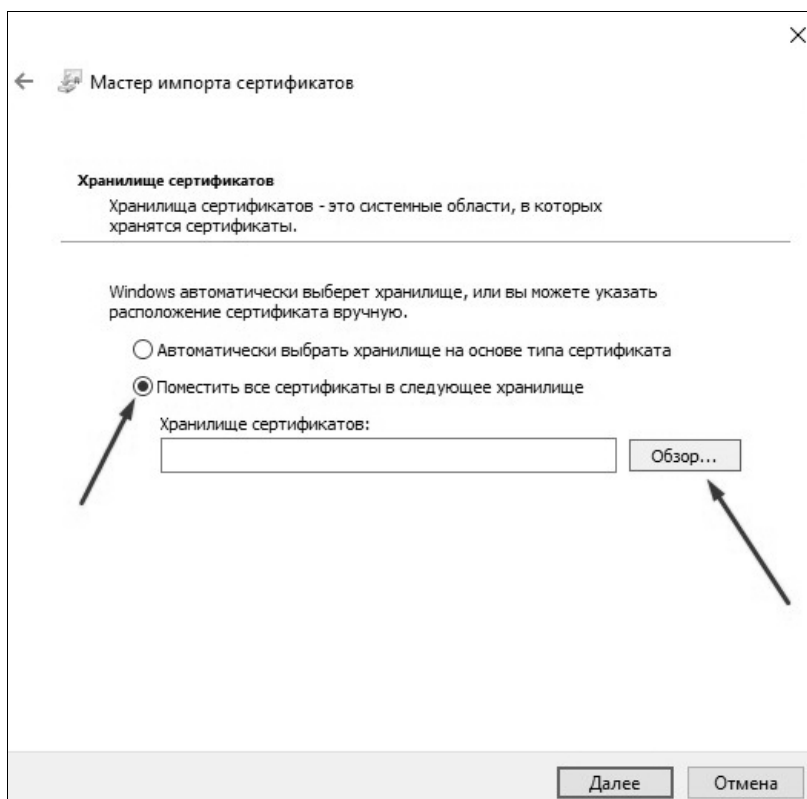 Мастер импорта сертификатов
Хранилище сертификатов
Хранилища сертификатов - это системные области, в которых
хранятся сертификаты.
Windows автоматически выберет хранилище, или вы можете указать
расположение сертификата вручную.
Автоматически выбрать хранилище на основе типа сертификата
Поместить все сертификаты в следующее хранилище
Хранилище сертификатов:
Обзор...
Далее
Отмена